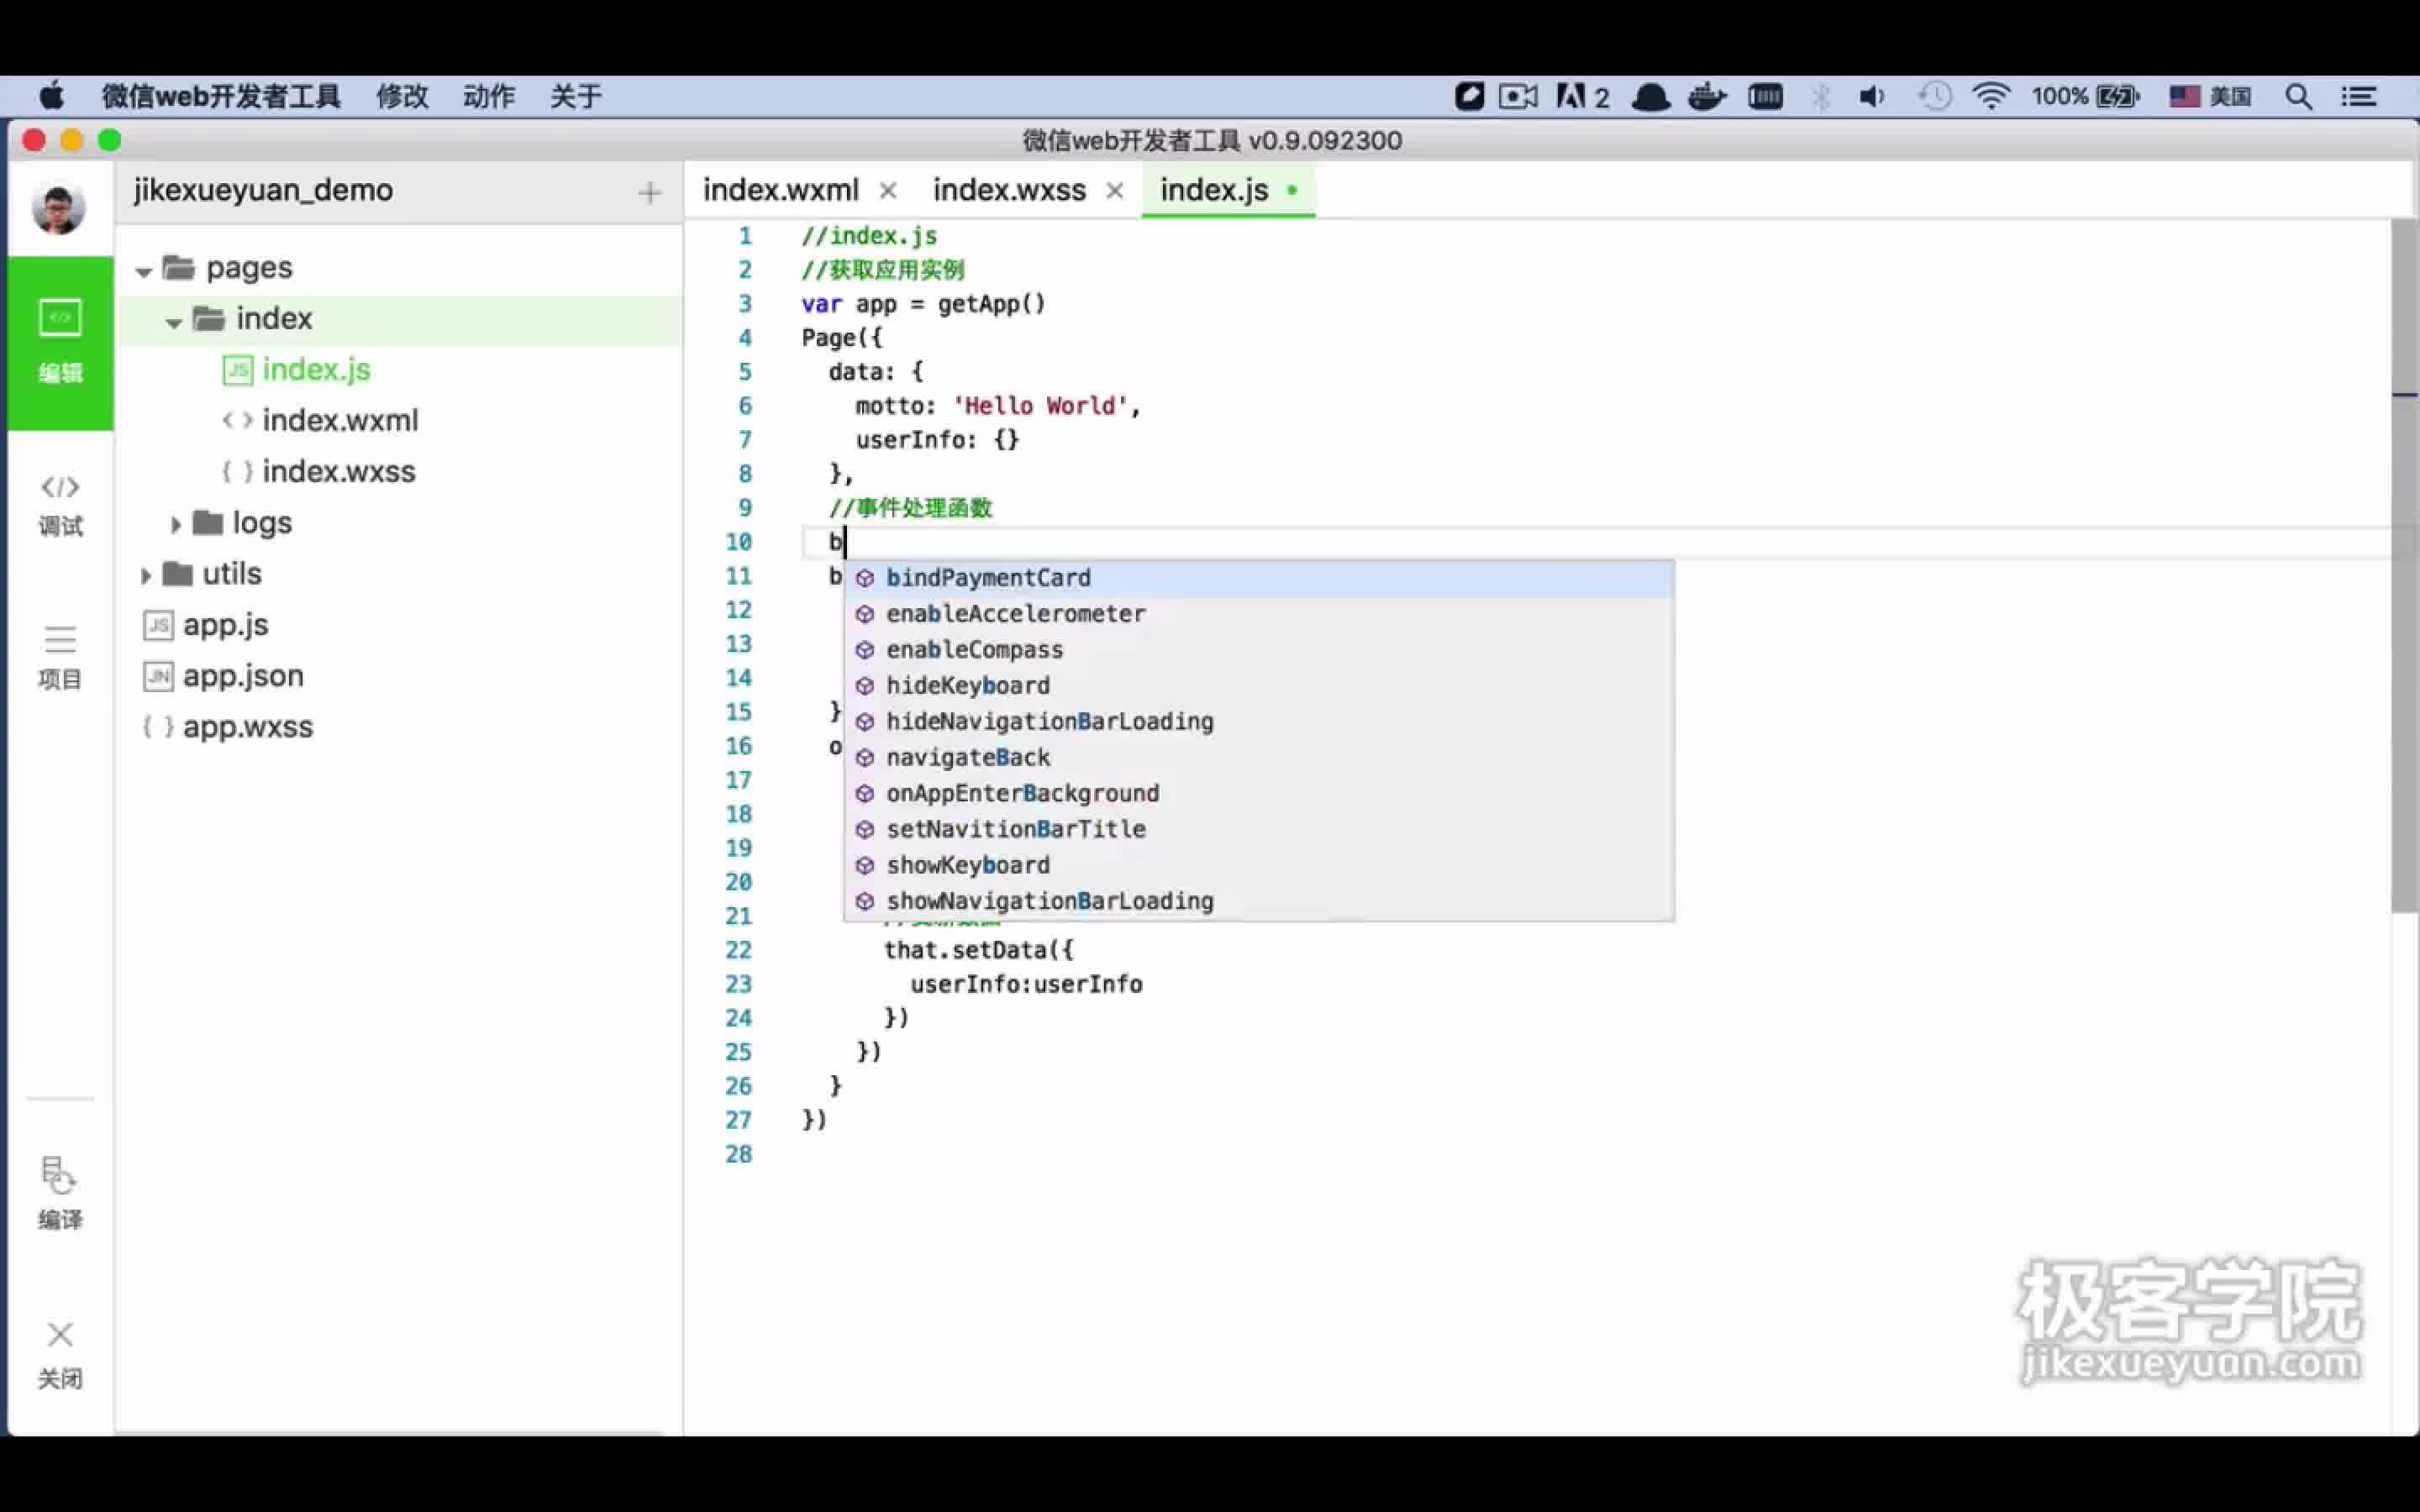 微信web开发者工具 修改 动作 关于 2 100% 美国
微信web开发者工具 v0.9.092300
jikexueyuan_demo
index.wxml
index.wxss
index.js
编辑
调试
项目
编译
关闭
pages
index
JS index.js
index.wxml
index.wxss
logs
utils
JS app.js
JN app.json
app.wxss
1 //index.js
2 //获取应用实例
3 var app = getApp()
4 Page({
5 data: {
6 motto: 'Hello World',
7 userInfo: {}
8 },
9 //事件处理函数
10 b
11 b
12
13
14
15 }
16 o
17
18
19
20
21
bindPaymentCard
enableAccelerometer
enableCompass
hideKeyboard
hideNavigationBarLoading
navigateBack
onAppEnterBackground
setNavitionBarTitle
showKeyboard
showNavigationBarLoading
22 that.setData({
23 userInfo:userInfo
24 })
25 })
26 }
27 })
28
极客学院
jikexueyuan.com